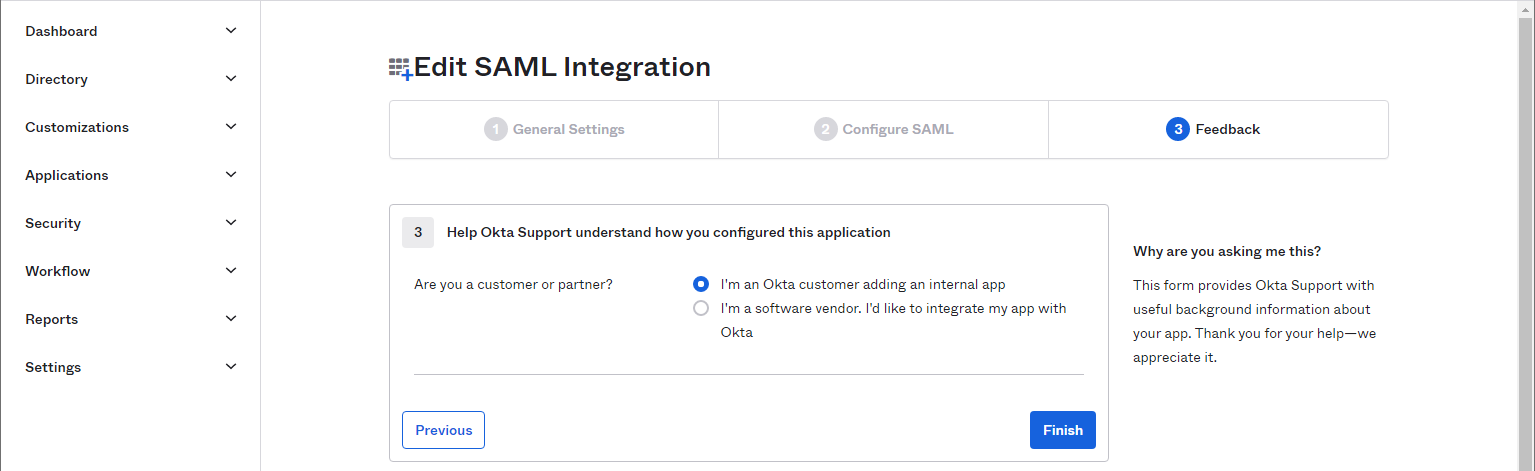 Dashboard
Directory
Customizations
Applications
Security
Workflow
Reports
Settings
Edit SAML Integration
1 General Settings
2 Configure SAML
3 Feedback
3 Help Okta Support understand how you configured this application
Are you a customer or partner?
I'm an Okta customer adding an internal app
I'm a software vendor. I'd like to integrate my app with
Okta
Previous
Finish
Why are you asking me this?
This form provides Okta Support with
useful background information about
your app. Thank you for your help—we
appreciate it.